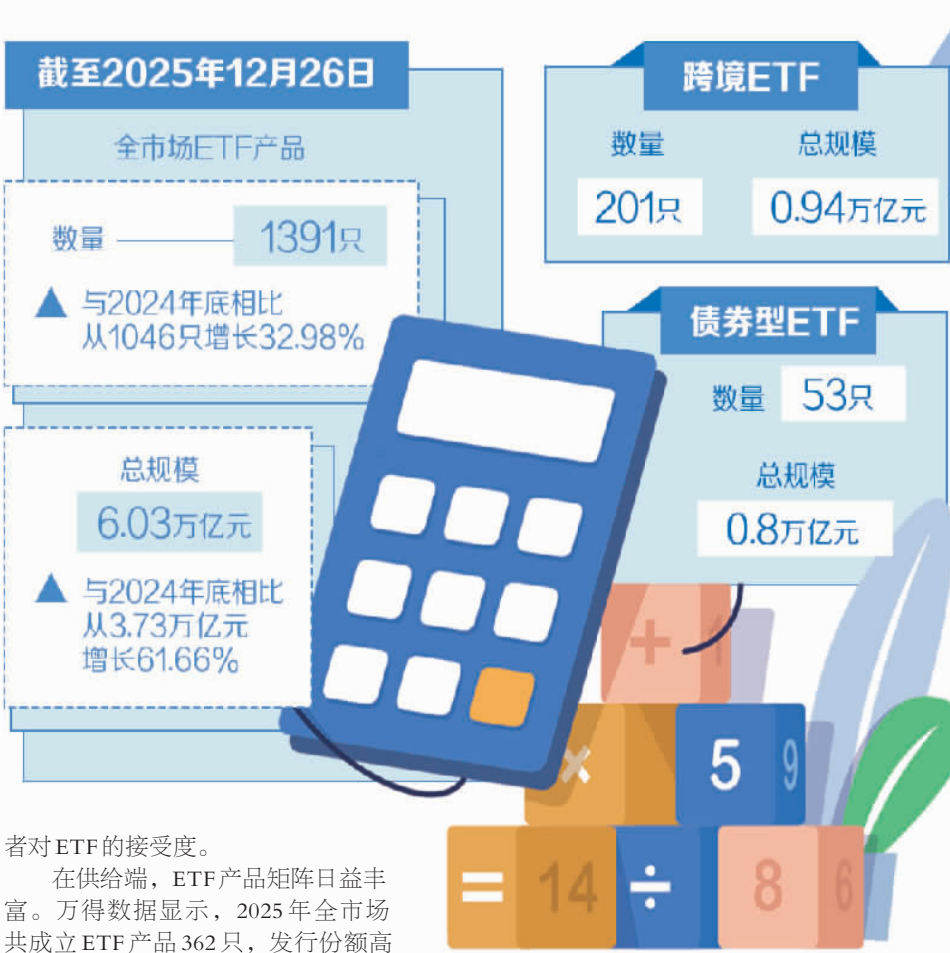 截至2025年12月26日
全市场ETF产品
数量
1391只
与2024年底相比
从1046只增长32.98%
总规模
6.03万亿元
与2024年底相比
从3.73万亿元
增长61.66%
跨境ETF
数量 总规模
201只 0.94万亿元
债券型ETF
数量 53只
总规模
0.8万亿元
+ 1
× 5 9
= 14 ÷ 8 6
者对ETF的接受度。
在供给端，ETF产品矩阵日益丰
富。万得数据显示，2025年全市场
共成立ETF产品362只，发行份额高